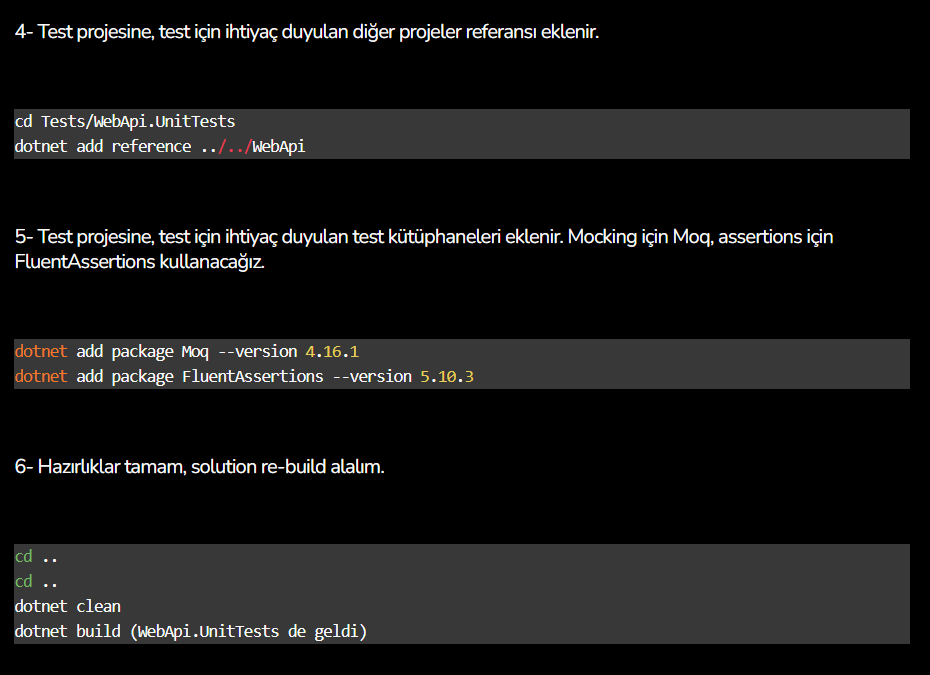 4- Test projesine, test için ihtiyaç duyulan diğer projeler referansı eklenir.
cd Tests/WebApi.UnitTests
dotnet add reference ../../WebApi
5- Test projesine, test için ihtiyaç duyulan test kütüphaneleri eklenir. Mocking için Moq, assertions için
FluentAssertions kullanacağız.
dotnet add package Moq --version 4.16.1
dotnet add package FluentAssertions --version 5.10.3
6- Hazırlıklar tamam, solution re-build alalım.
cd ..
cd ..
dotnet clean
dotnet build (WebApi.UnitTests de geldi)